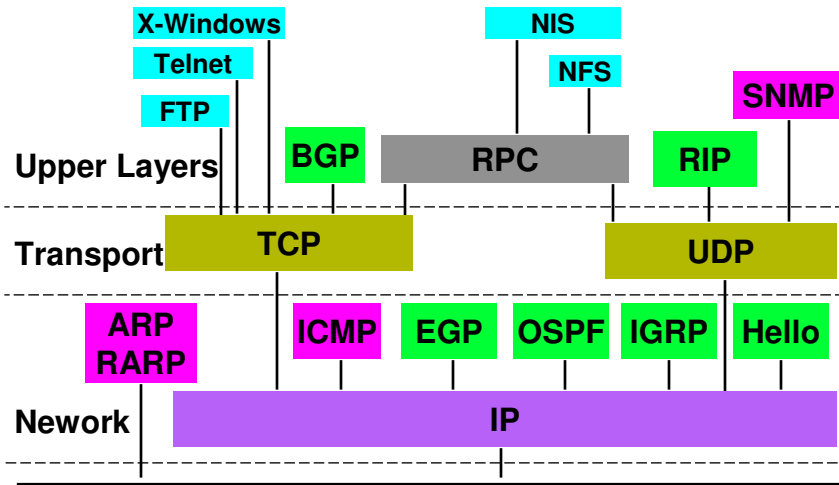 X-Windows
NIS
Telnet
NFS
SNMP
FTP
BGP
RPC
RIP
Upper Layers
TCP
UDP
Transport
ARP
RARP
ICMP
EGP
OSPF
IGRP
Hello
Nework
IP